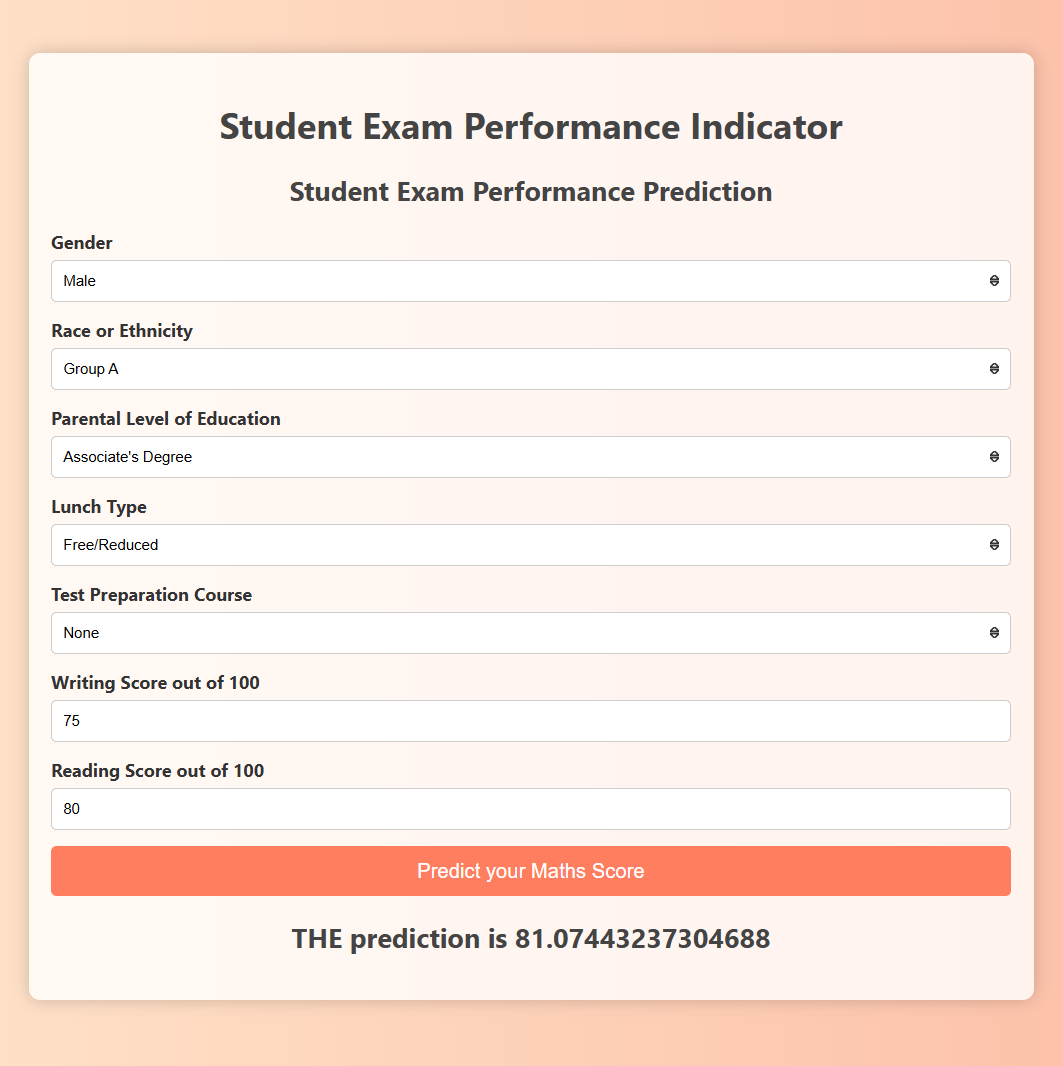 Student Exam Performance Indicator
Student Exam Performance Prediction
Gender
Male
Race or Ethnicity
Group A
Parental Level of Education
Associate's Degree
Lunch Type
Free/Reduced
Test Preparation Course
None
Writing Score out of 100
75
Reading Score out of 100
80
Predict your Maths Score
THE prediction is 81.07443237304688